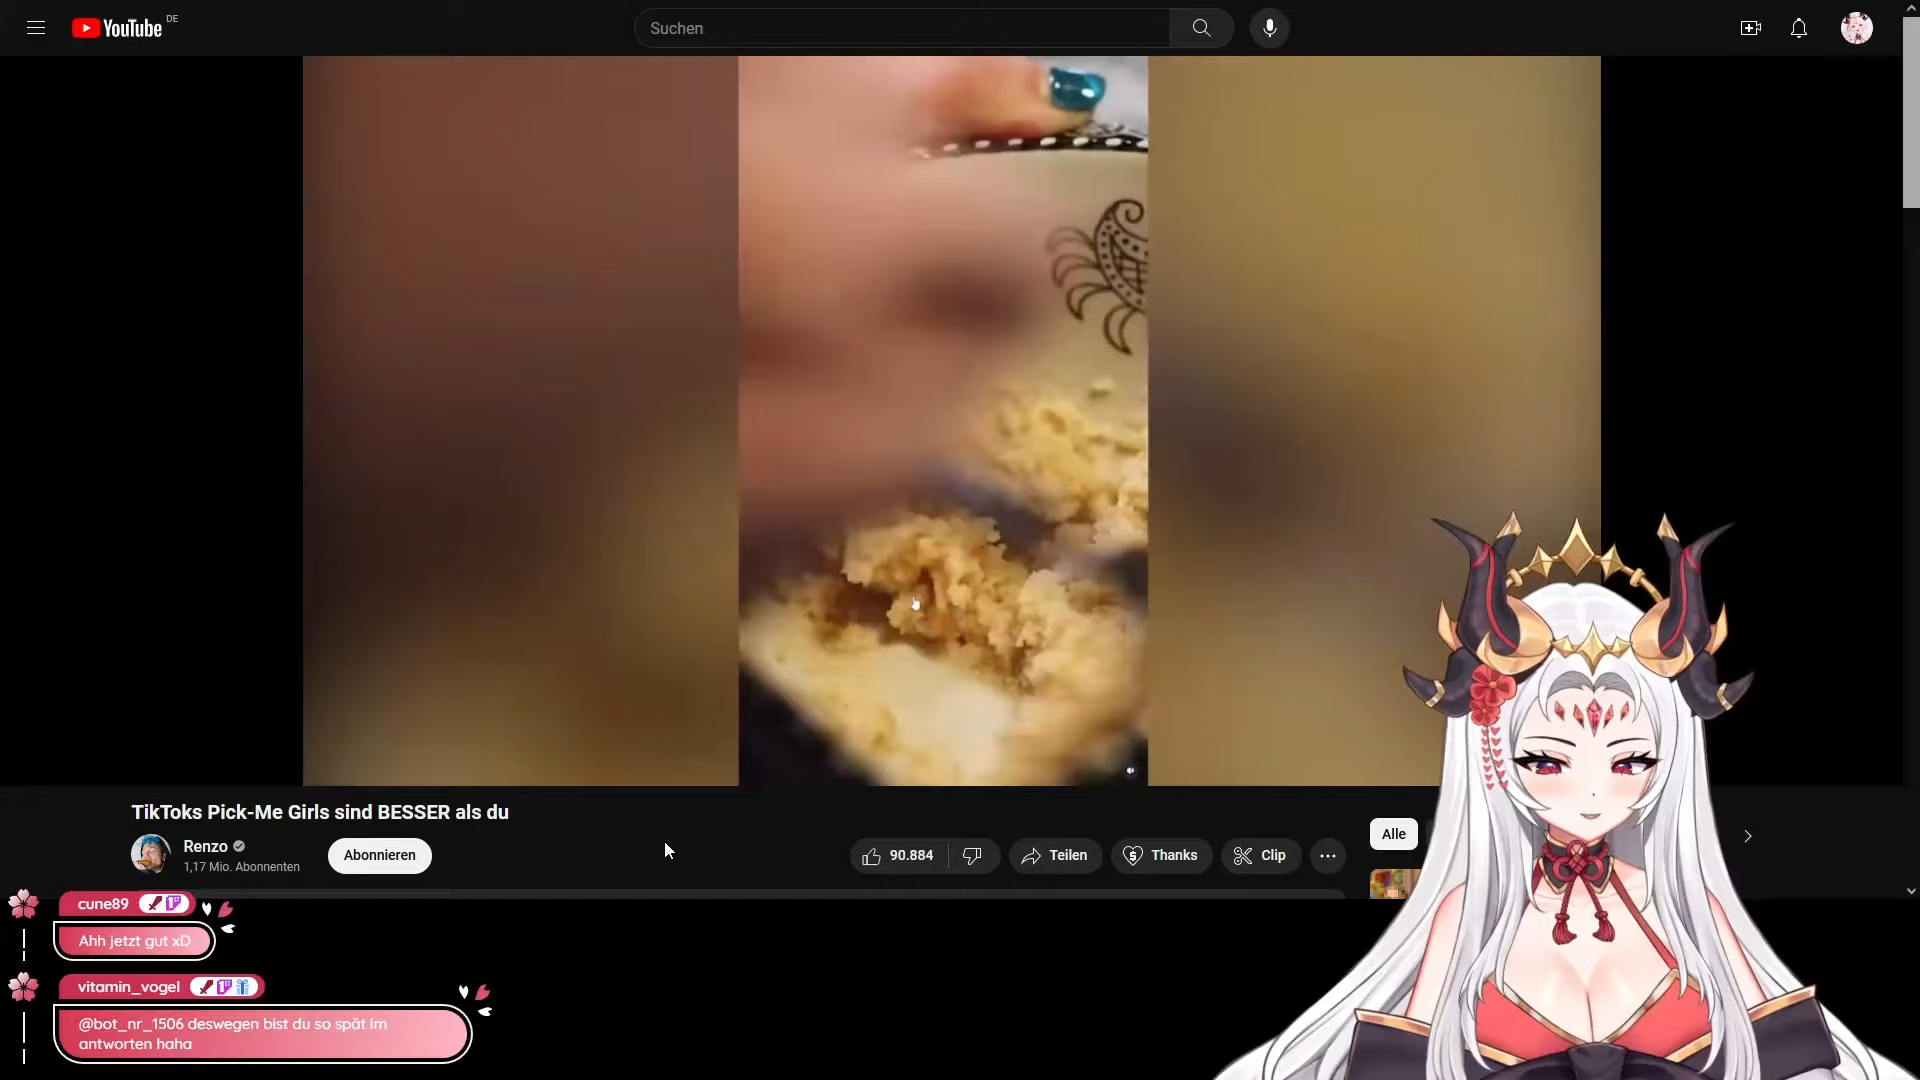 YouTube DE
Suchen
TikToks Pick-Me Girls sind BESSER als du
Renzo
1,17 Mio. Abonnenten
Abonnieren
90.884
Teilen
Thanks
Clip
Alle
cune89
Ahh jetzt gut xD
vitamin_vogel
@bot_nr_1506 deswegen bist du so spät im
antworten haha